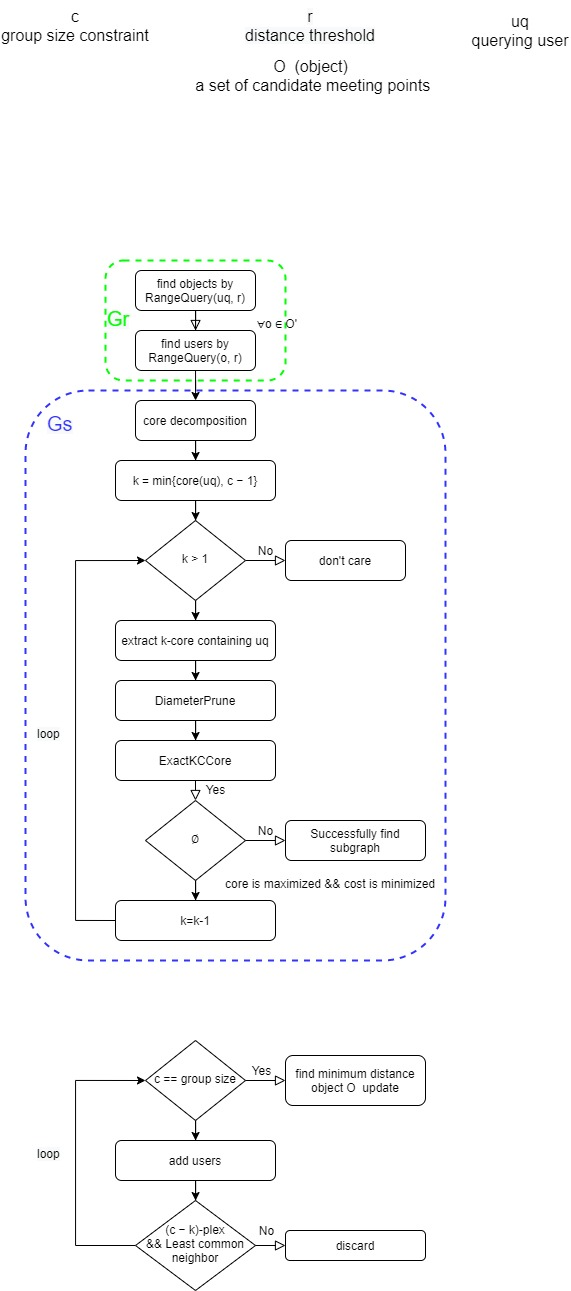 c
group size constraint
r
distance threshold
uq
querying user
O (object)
a set of candidate meeting points
find objects by
RangeQuery(uq, r)
Gr
∀o ∈ O'
find users by
RangeQuery(o, r)
Gs
core decomposition
k = min{core(uq), c − 1}
k > 1
No
don't care
extract k-core containing uq
DiameterPrune
loop
ExactKCCore
Yes
Ø
No
Successfully find
subgraph
core is maximized && cost is minimized
k=k-1
c == group size
Yes
find minimum distance
object O update
loop
add users
(c − k)-plex
&& Least common
neighbor
No
discard